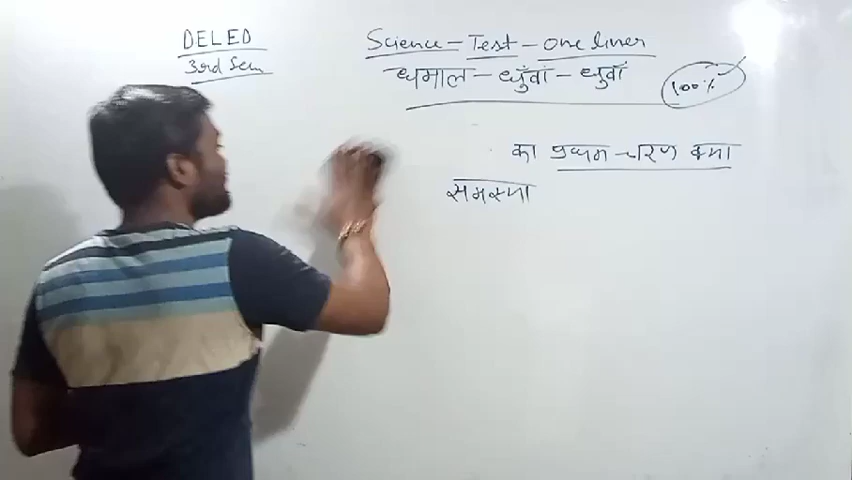 DELED
3rd Sem
Science - Test - One liner
धमाल - धुँवा - धुवाँ
100%
का प्रथम - चरण क्या
समस्या